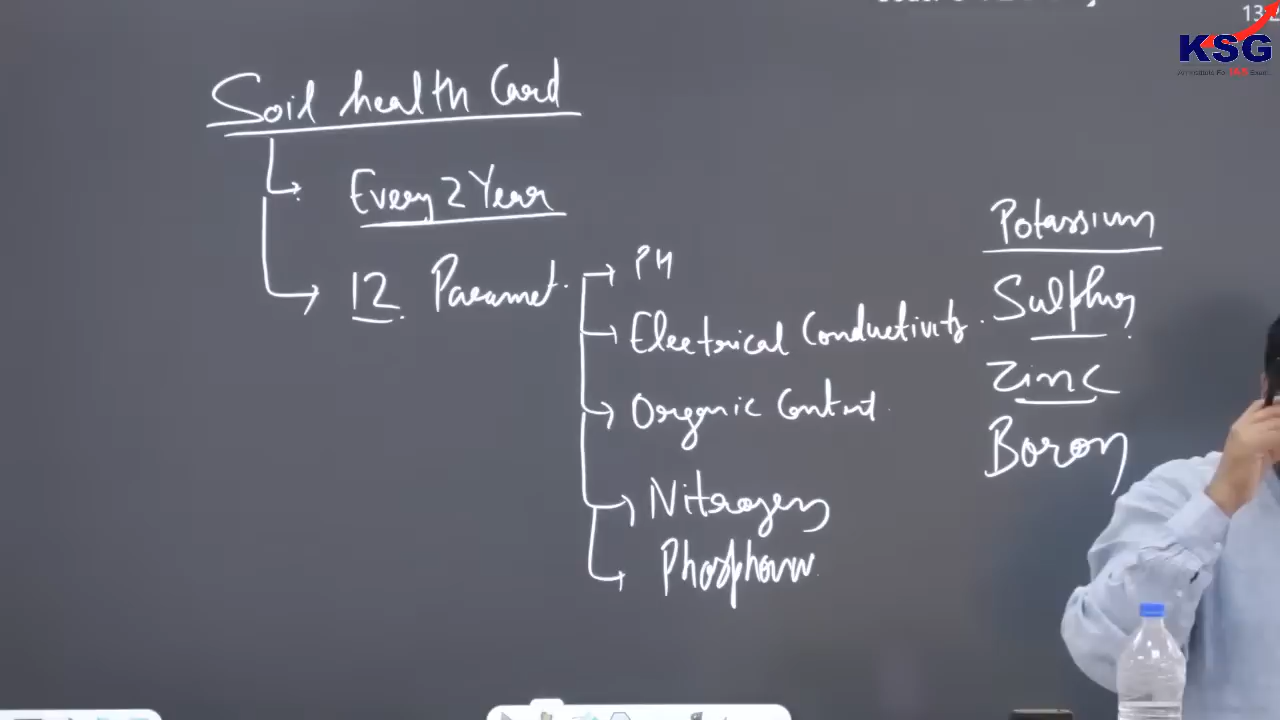 Soil health Card
Every 2 Year
12 Paramet.
PH
Electrical Conductivity
Organic Content
Nitrogen
Phosphorus
Potassium
Sulphur
Zinc
Boron
13:
KSG